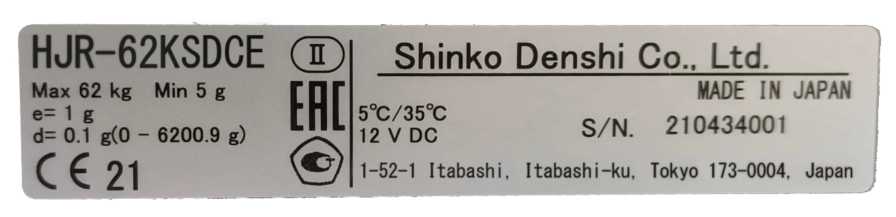 HJR-62KSDCE
Max 62 kg Min 5 g
e= 1 g
d= 0.1 g(0 - 6200.9 g)
CE 21
II
EAC
Shinko Denshi Co., Ltd.
MADE IN JAPAN
5℃/35℃
12 V DC
S/N. 210434001
1-52-1 Itabashi, Itabashi-ku, Tokyo 173-0004, Japan